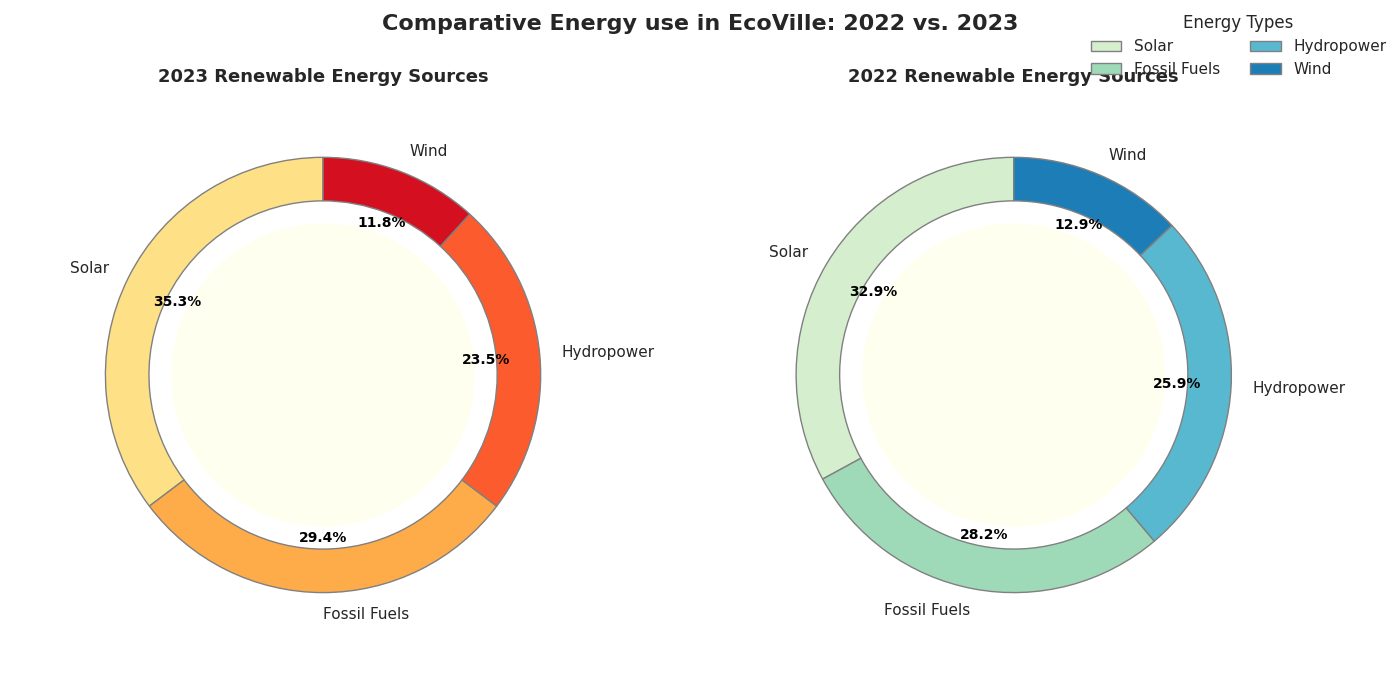 Comparative Energy use in EcoVille: 2022 vs. 2023
Energy Types
Solar
Fossil Fuels
Hydropower
Wind
2023 Renewable Energy Sources
Wind
11.8%
Solar
35.3%
23.5%
Hydropower
29.4%
Fossil Fuels
2022 Renewable Energy Sources
Wind
12.9%
Solar
32.9%
25.9%
Hydropower
28.2%
Fossil Fuels